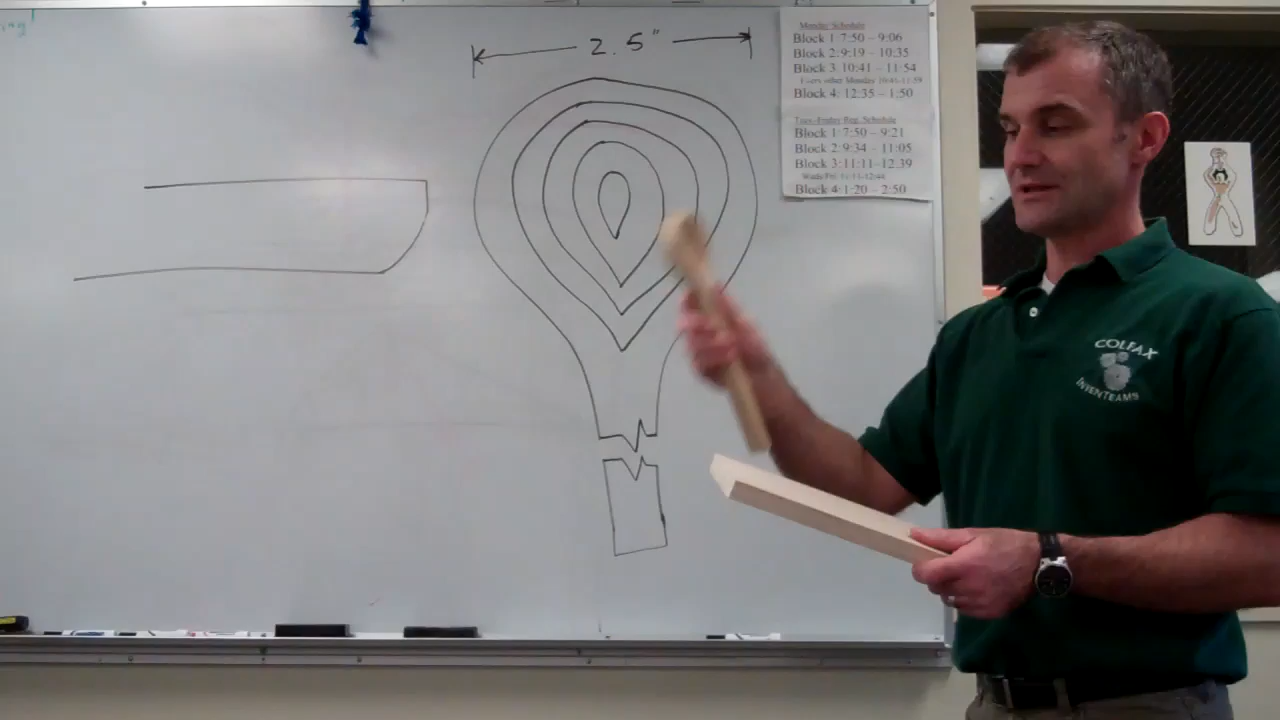 2.5"
Monday Schedule
Block 1 7:50 – 9:06
Block 2: 9:19 – 10:35
Block 3. 10:41 – 11:54
Block 4: 12:35 – 1:50
Block 1: 7:50 – 9:21
Block 2: 9:34 – 11:05
Block 3: 11:11–12:39
Block 4: 1:20 – 2:50
COLFAX
INVENTEAMS